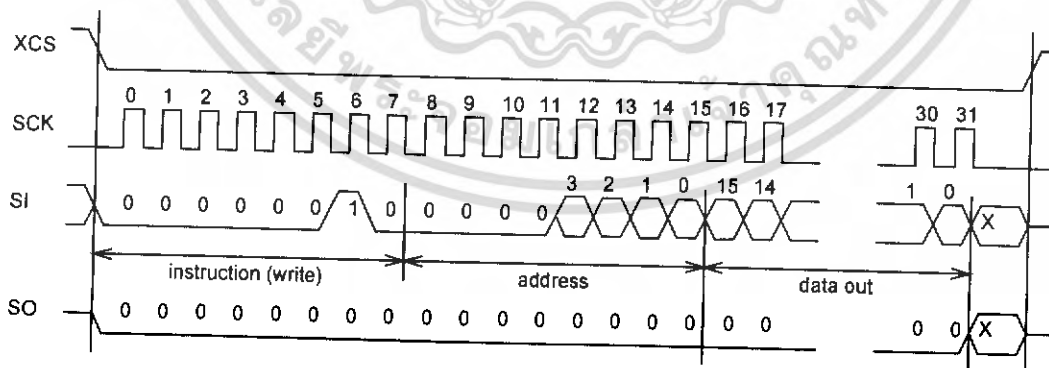 XCS
0 1 2 3 4 5 6 7 8 9 10 11 12 13 14 15 16 17 30 31
SCK
3 2 1 0 15 14 1 0
SI 0 0 0 0 0 0 1 0 0 0 0 0 X
instruction (write) address data out
SO 0 0 0 0 0 0 0 0 0 0 0 0 0 0 0 0 0 0 0 0 X